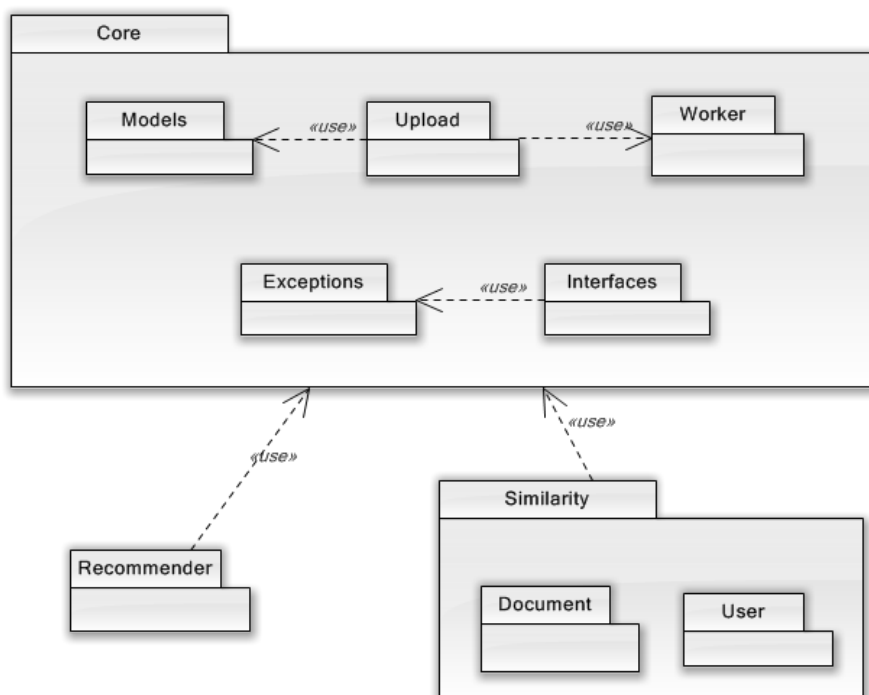 Core
Models
«use»
Upload
«use»
Worker
Exceptions
«use»
Interfaces
«use»
«use»
Similarity
Recommender
Document
User